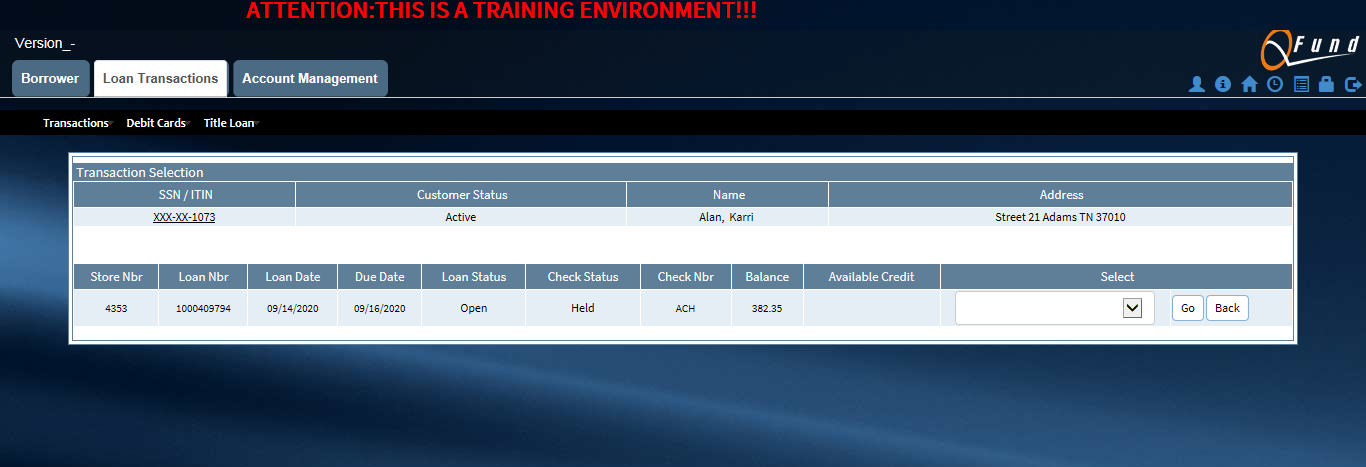 ATTENTION:THIS IS A TRAINING ENVIRONMENT!!!
Version_-
QFund
Borrower Loan Transactions Account Management
Transactions Debit Cards Title Loan
Transaction Selection
SSN / ITIN Customer Status Name Address
XXX-XX-1073 Active Alan, Karri Street 21 Adams TN 37010
Store Nbr Loan Nbr Loan Date Due Date Loan Status Check Status Check Nbr Balance Available Credit Select
4353 1000409794 09/14/2020 09/16/2020 Open Held ACH 382.35 Go Back